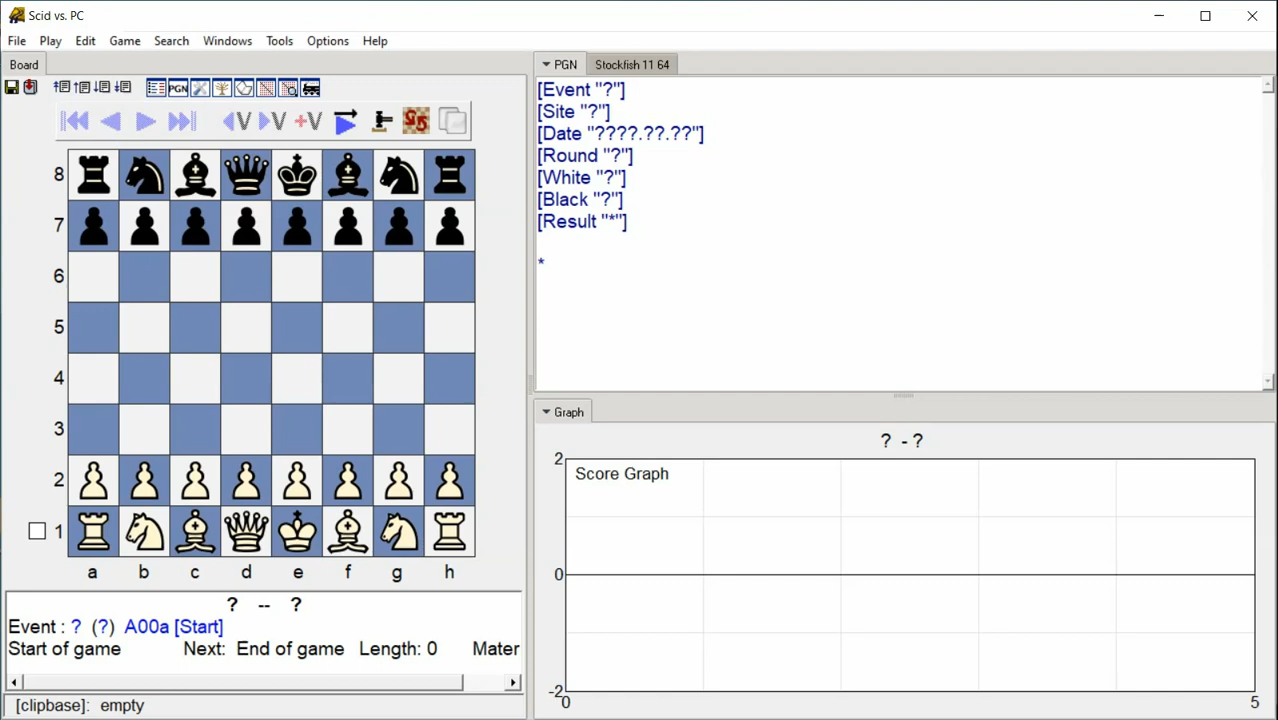 Scid vs. PC
File Play Edit Game Search Windows Tools Options Help
Board
PGN Stockfish 11 64
PGN
V V +V
[Event "?"]
[Site "?"]
[Date "????.??.??"]
[Round "?"]
[White "?"]
[Black "?"]
[Result "*"]
*
8
7
6
5
4
3
2
1
a b c d e f g h
? -- ?
Event : ? (?) A00a [Start]
Start of game Next: End of game Length: 0 Mater
[clipbase]: empty
Graph
? - ?
Score Graph
2
0
-2
0 5